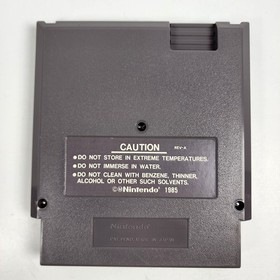 CAUTION REV-A
●DO NOT STORE IN EXTREME TEMPERATURES.
●DO NOT IMMERSE IN WATER.
●DO NOT CLEAN WITH BENZENE, THINNER,
ALCOHOL OR OTHER SUCH SOLVENTS.
©Ⓜ Nintendo® 1985
Nintendo